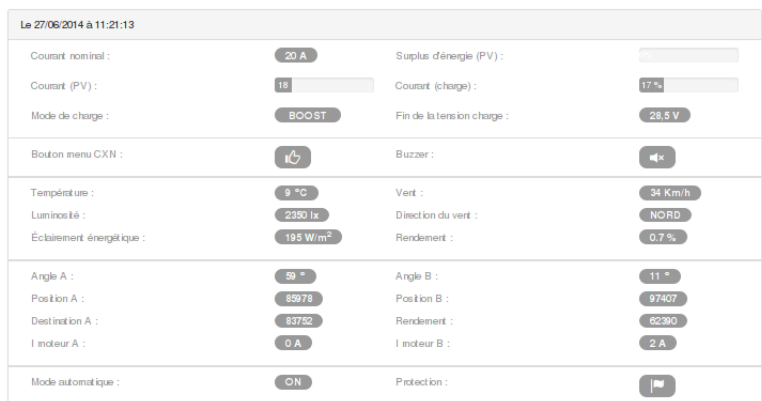 Le 27/06/2014 à 11:21:13
Courant nominal : 20 A Surplus d'énergie (PV) :
Courant (PV) : 18 Courant (charge) : 17 %
Mode de charge : BOOST Fin de la tension charge : 28,5 V
Bouton menu CXN : Buzzer :
Température : 9 °C Vent : 34 Km/h
Luminosité : 2350 lx Direction du vent : NORD
Éclairement énergétique : 195 W/m² Rendement : 0.7 %
Angle A : 59 ° Angle B : 11 °
Position A : 85978 Position B : 97407
Destination A : 83752 Rendement : 62390
I moteur A : 0 A I moteur B : 2 A
Mode automatique : ON Protection :